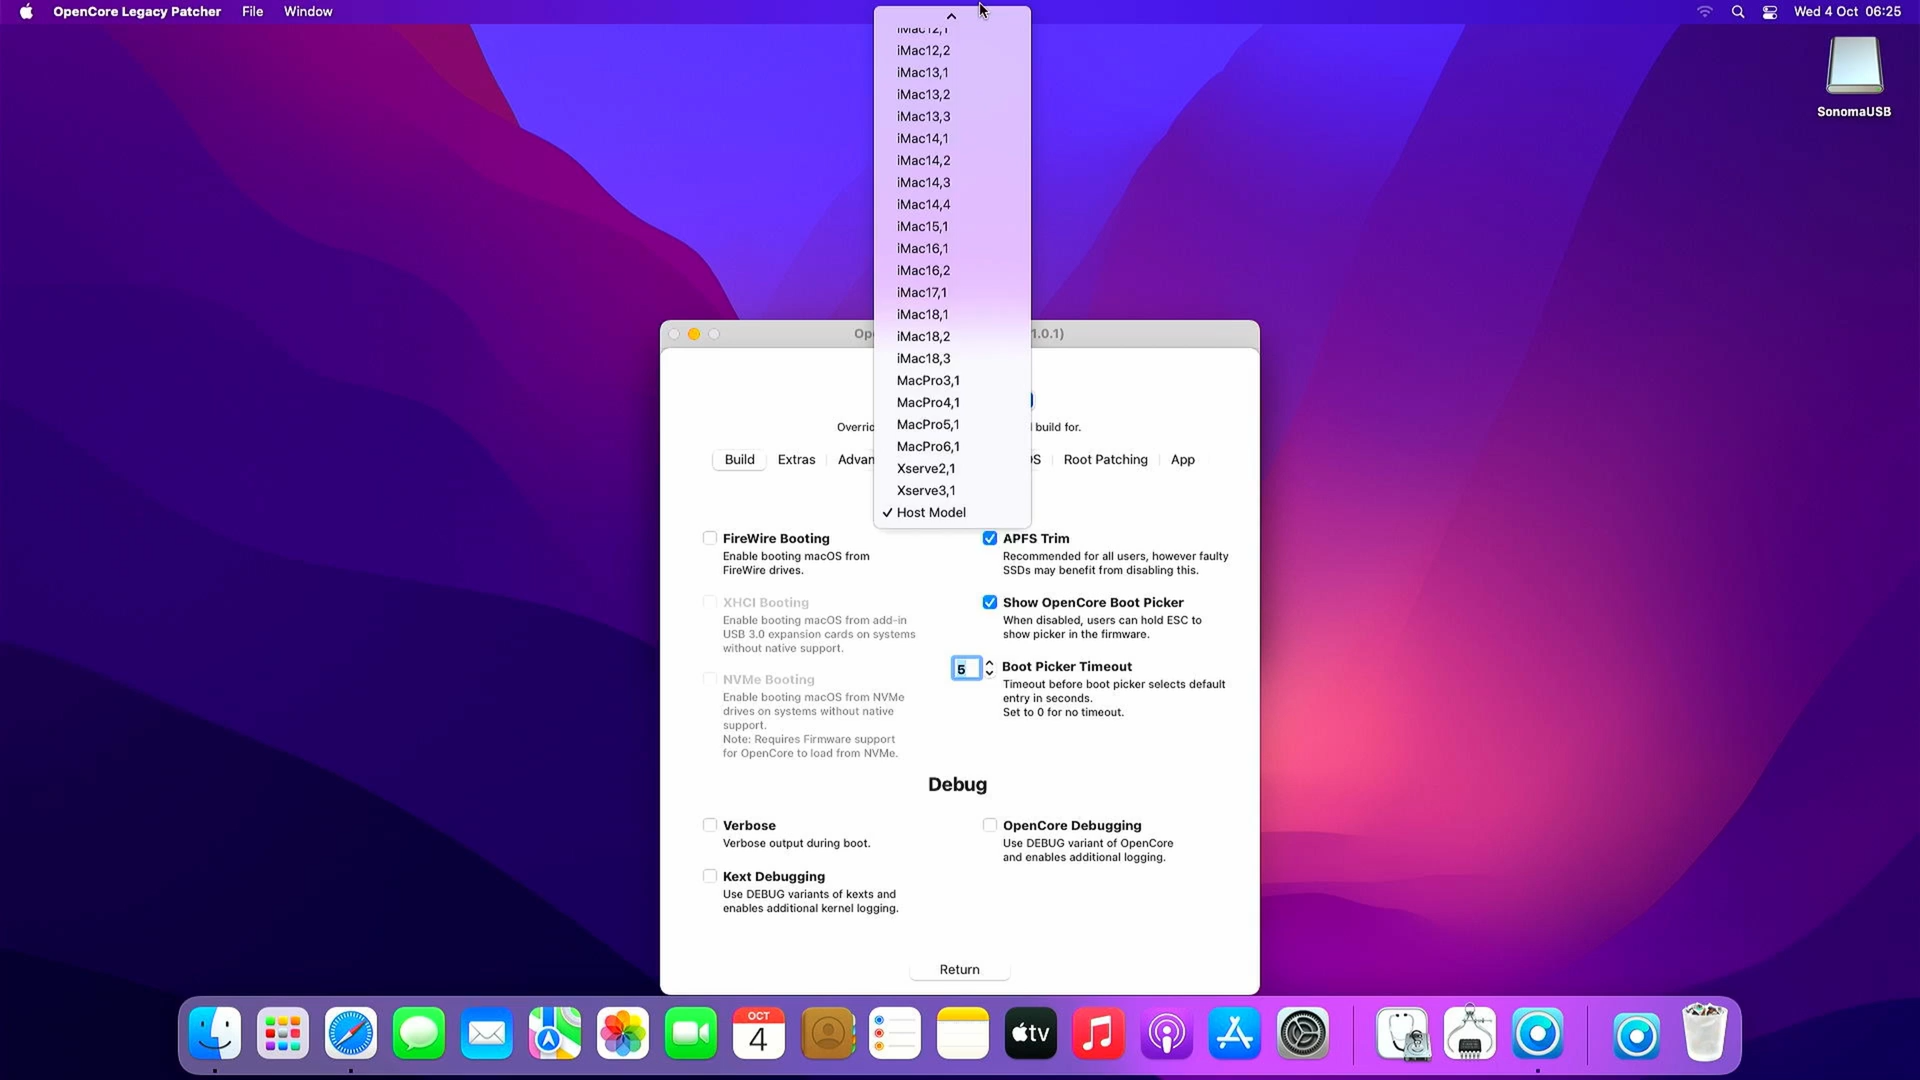 OpenCore Legacy Patcher File Window
Wed 4 Oct 06:25
SonomaUSB
iMac12,1
iMac12,2
iMac13,1
iMac13,2
iMac13,3
iMac14,1
iMac14,2
iMac14,3
iMac14,4
iMac15,1
iMac16,1
iMac16,2
iMac17,1
iMac18,1
iMac18,2
iMac18,3
MacPro3,1
MacPro4,1
MacPro5,1
MacPro6,1
Xserve2,1
Xserve3,1
✓ Host Model
1.0.1)
build for.
Build Extras Root Patching App
FireWire Booting
Enable booting macOS from
FireWire drives.
XHCI Booting
Enable booting macOS from add-in
USB 3.0 expansion cards on systems
without native support.
NVMe Booting
Enable booting macOS from NVMe
drives on systems without native
support.
Note: Requires Firmware support
for OpenCore to load from NVMe.
APFS Trim
Recommended for all users, however faulty
SSDs may benefit from disabling this.
Show OpenCore Boot Picker
When disabled, users can hold ESC to
show picker in the firmware.
5
Boot Picker Timeout
Timeout before boot picker selects default
entry in seconds.
Set to 0 for no timeout.
Debug
Verbose
Verbose output during boot.
Kext Debugging
Use DEBUG variants of kexts and
enables additional kernel logging.
OpenCore Debugging
Use DEBUG variant of OpenCore
and enables additional logging.
Return
OCT
4
tv